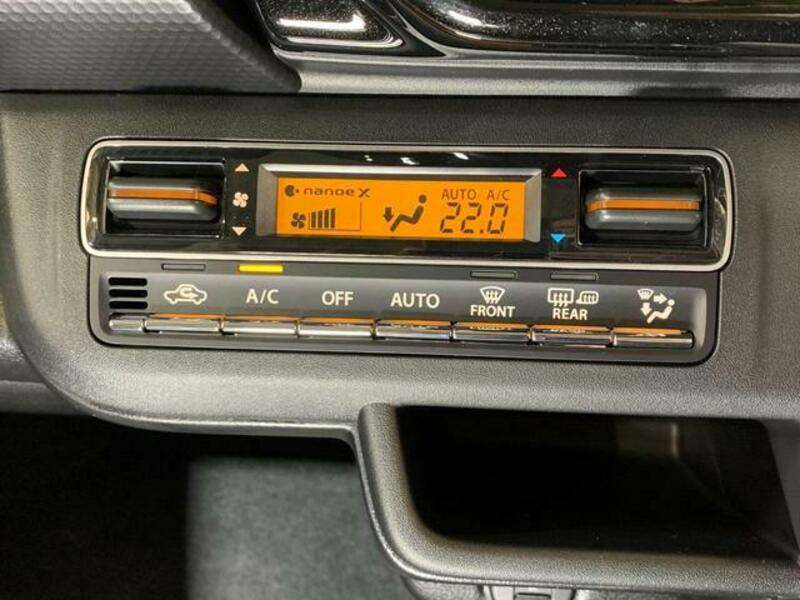 nanoe X
AUTO A/C
22.0
A/C OFF AUTO FRONT REAR